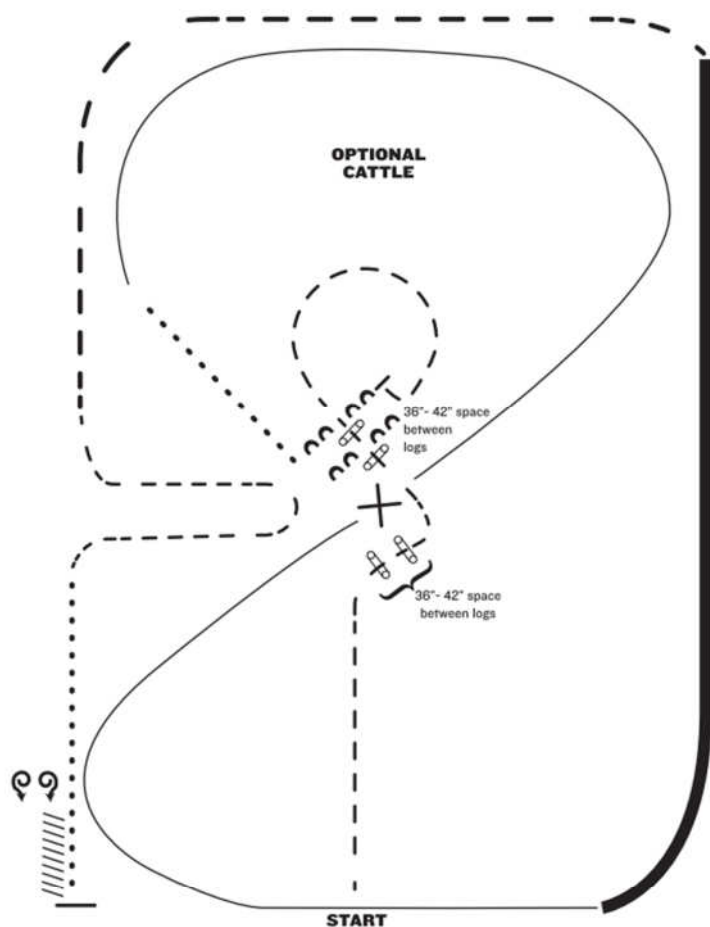 OPTIONAL
CATTLE
36"- 42" space
between
logs
36"- 42" space
between logs
START